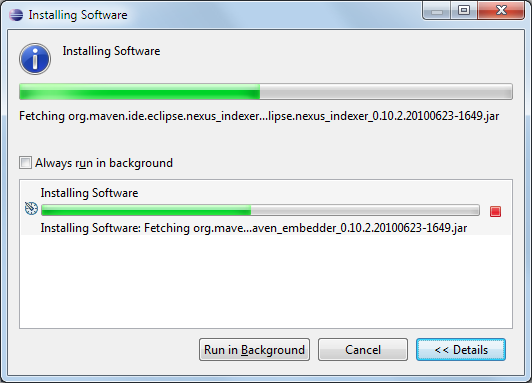 Installing Software
Installing Software
Fetching org.maven.ide.eclipse.nexus_indexer...lipse.nexus_indexer_0.10.2.20100623-1649.jar
Always run in background
Installing Software
Installing Software: Fetching org.mave...aven_embedder_0.10.2.20100623-1649.jar
Run in Background
Cancel
<< Details